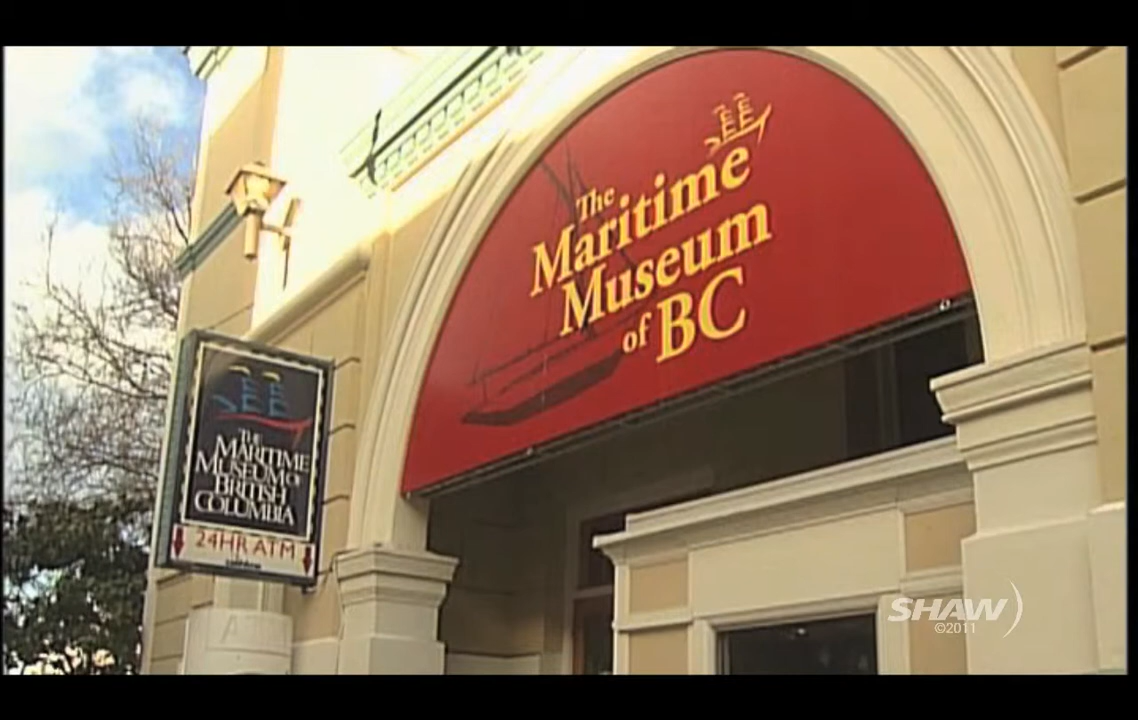 The
Maritime
Museum
of BC
THE
MARITIME
MUSEUM OF
BRITISH
COLUMBIA
24HR ATM
SHAW)
©2011